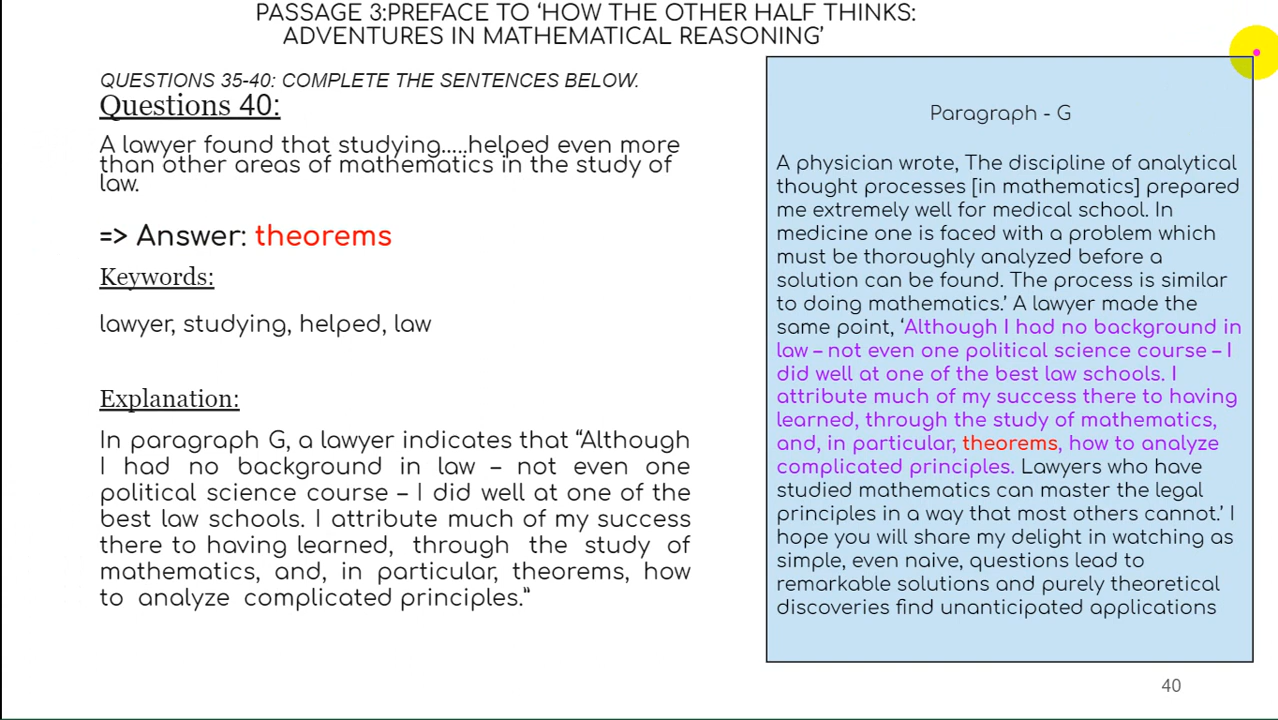 PASSAGE 3:PREFACE TO ‘HOW THE OTHER HALF THINKS:
ADVENTURES IN MATHEMATICAL REASONING’
QUESTIONS 35-40: COMPLETE THE SENTENCES BELOW.
Questions 40:
A lawyer found that studying.....helped even more
than other areas of mathematics in the study of
law.
=> Answer: theorems
Keywords:
lawyer, studying, helped, law
Explanation:
In paragraph G, a lawyer indicates that “Although
I had no background in law – not even one
political science course – I did well at one of the
best law schools. I attribute much of my success
there to having learned, through the study of
mathematics, and, in particular, theorems, how
to analyze complicated principles.”
Paragraph - G
A physician wrote, The discipline of analytical
thought processes [in mathematics] prepared
me extremely well for medical school. In
medicine one is faced with a problem which
must be thoroughly analyzed before a
solution can be found. The process is similar
to doing mathematics.’ A lawyer made the
same point, ‘Although I had no background in
law – not even one political science course – I
did well at one of the best law schools. I
attribute much of my success there to having
learned, through the study of mathematics,
and, in particular, theorems, how to analyze
complicated principles. Lawyers who have
studied mathematics can master the legal
principles in a way that most others cannot.’ I
hope you will share my delight in watching as
simple, even naive, questions lead to
remarkable solutions and purely theoretical
discoveries find unanticipated applications
40